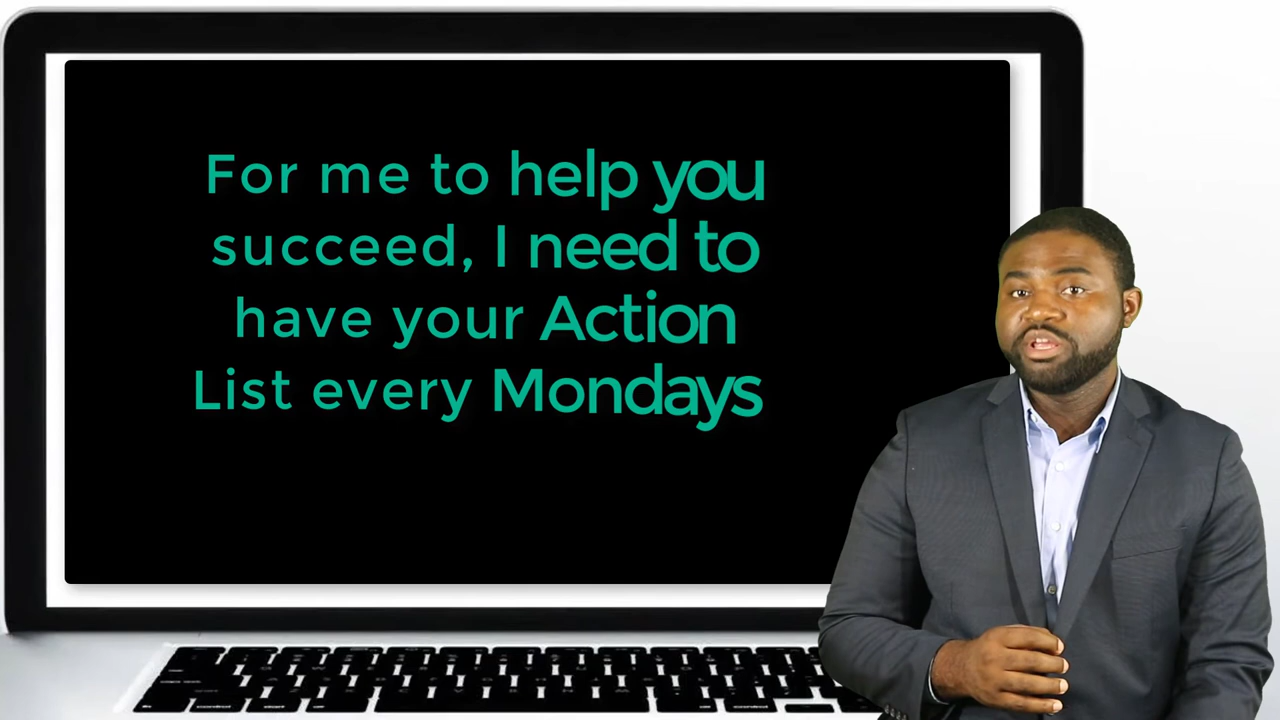 For me to help you
succeed, I need to
have your Action
List every Mondays